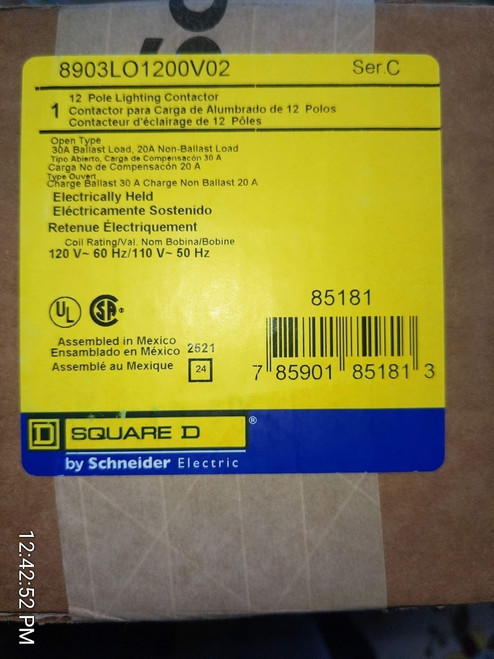 8903LO1200V02 Ser.C
12 Pole Lighting Contactor
1 Contactor para Carga de Alumbrado de 12 Polos
Contacteur d'éclairage de 12 Pôles
Open Type
30A Ballast Load, 20A Non-Ballast Load
Tipo Abierto, Carga de Compensacón 30 A
Carga No de Compensacón 20 A
Type Ouvert
Charge Ballast 30 A Charge Non Ballast 20 A
Electrically Held
Eléctricamente Sostenido
Retenue Électriquement
Coil Rating/Val. Nom Bobina/Bobine
120 V~ 60 Hz/110 V~ 50 Hz
UL
SA
85181
Assembled in Mexico
Ensamblado en México 2521
Assemblé au Mexique 24
7 85901 85181 3
D SQUARE D ®
by Schneider Electric
12:42:52 PM